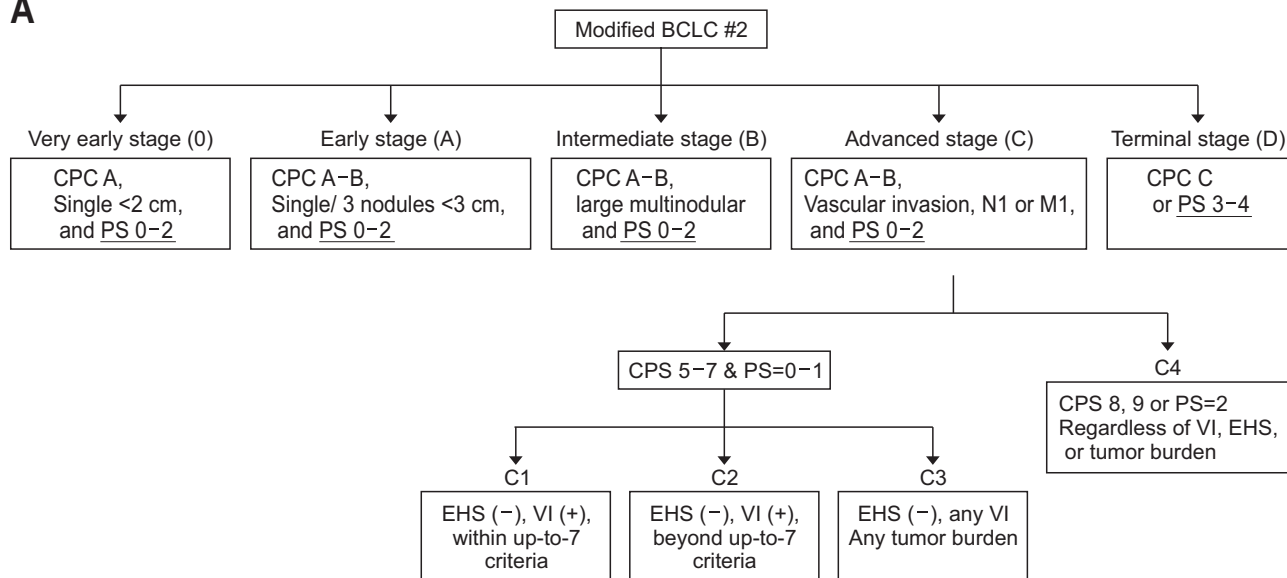 A
Modified BCLC #2
Very early stage (0)
CPC A,
Single <2 cm,
and PS 0−2
Early stage (A)
CPC A−B,
Single/ 3 nodules <3 cm,
and PS 0−2
Intermediate stage (B)
CPC A−B,
large multinodular
and PS 0−2
Advanced stage (C)
CPC A−B,
Vascular invasion, N1 or M1,
and PS 0−2
Terminal stage (D)
CPC C
or PS 3−4
CPS 5−7 & PS=0−1
C4
CPS 8, 9 or PS=2
Regardless of VI, EHS,
or tumor burden
C1
EHS (−), VI (+),
within up-to-7
criteria
C2
EHS (−), VI (+),
beyond up-to-7
criteria
C3
EHS (−), any VI
Any tumor burden